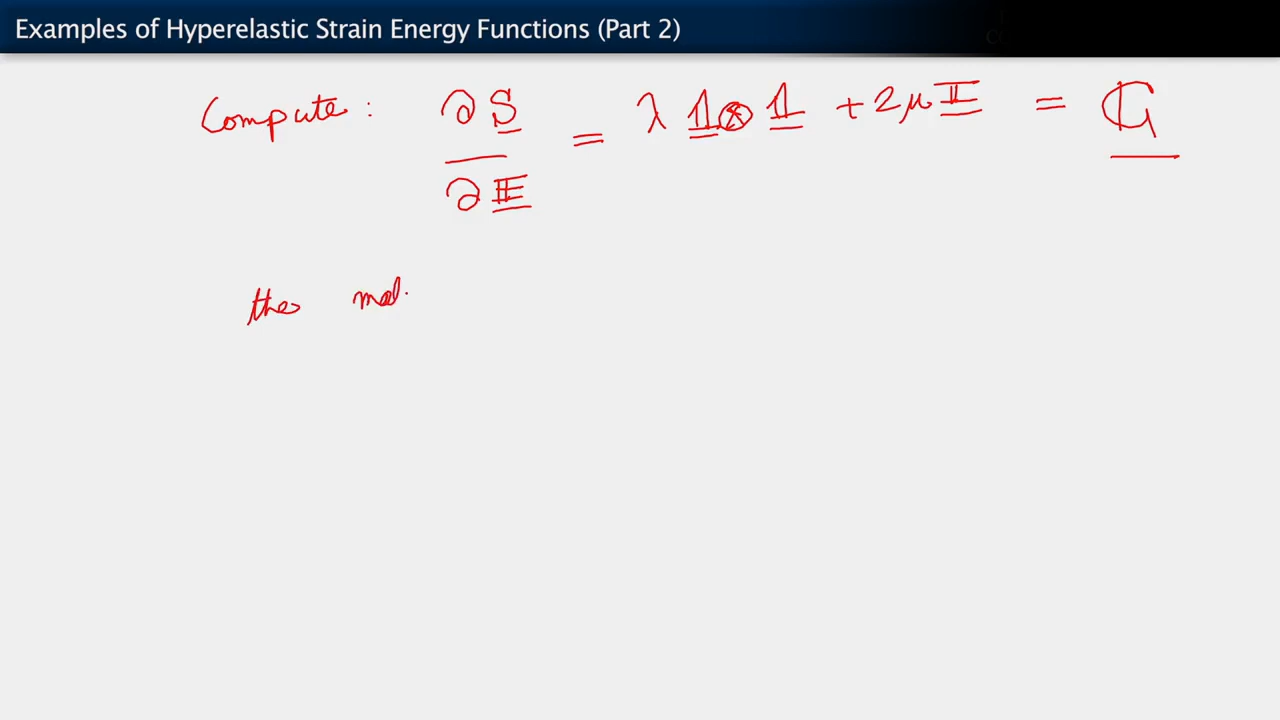 Examples of Hyperelastic Strain Energy Functions (Part 2)
Compute : ∂S / ∂E = λ 𝟙 ⊗ 𝟙 + 2μ 𝕀 = ℂ
the mod.